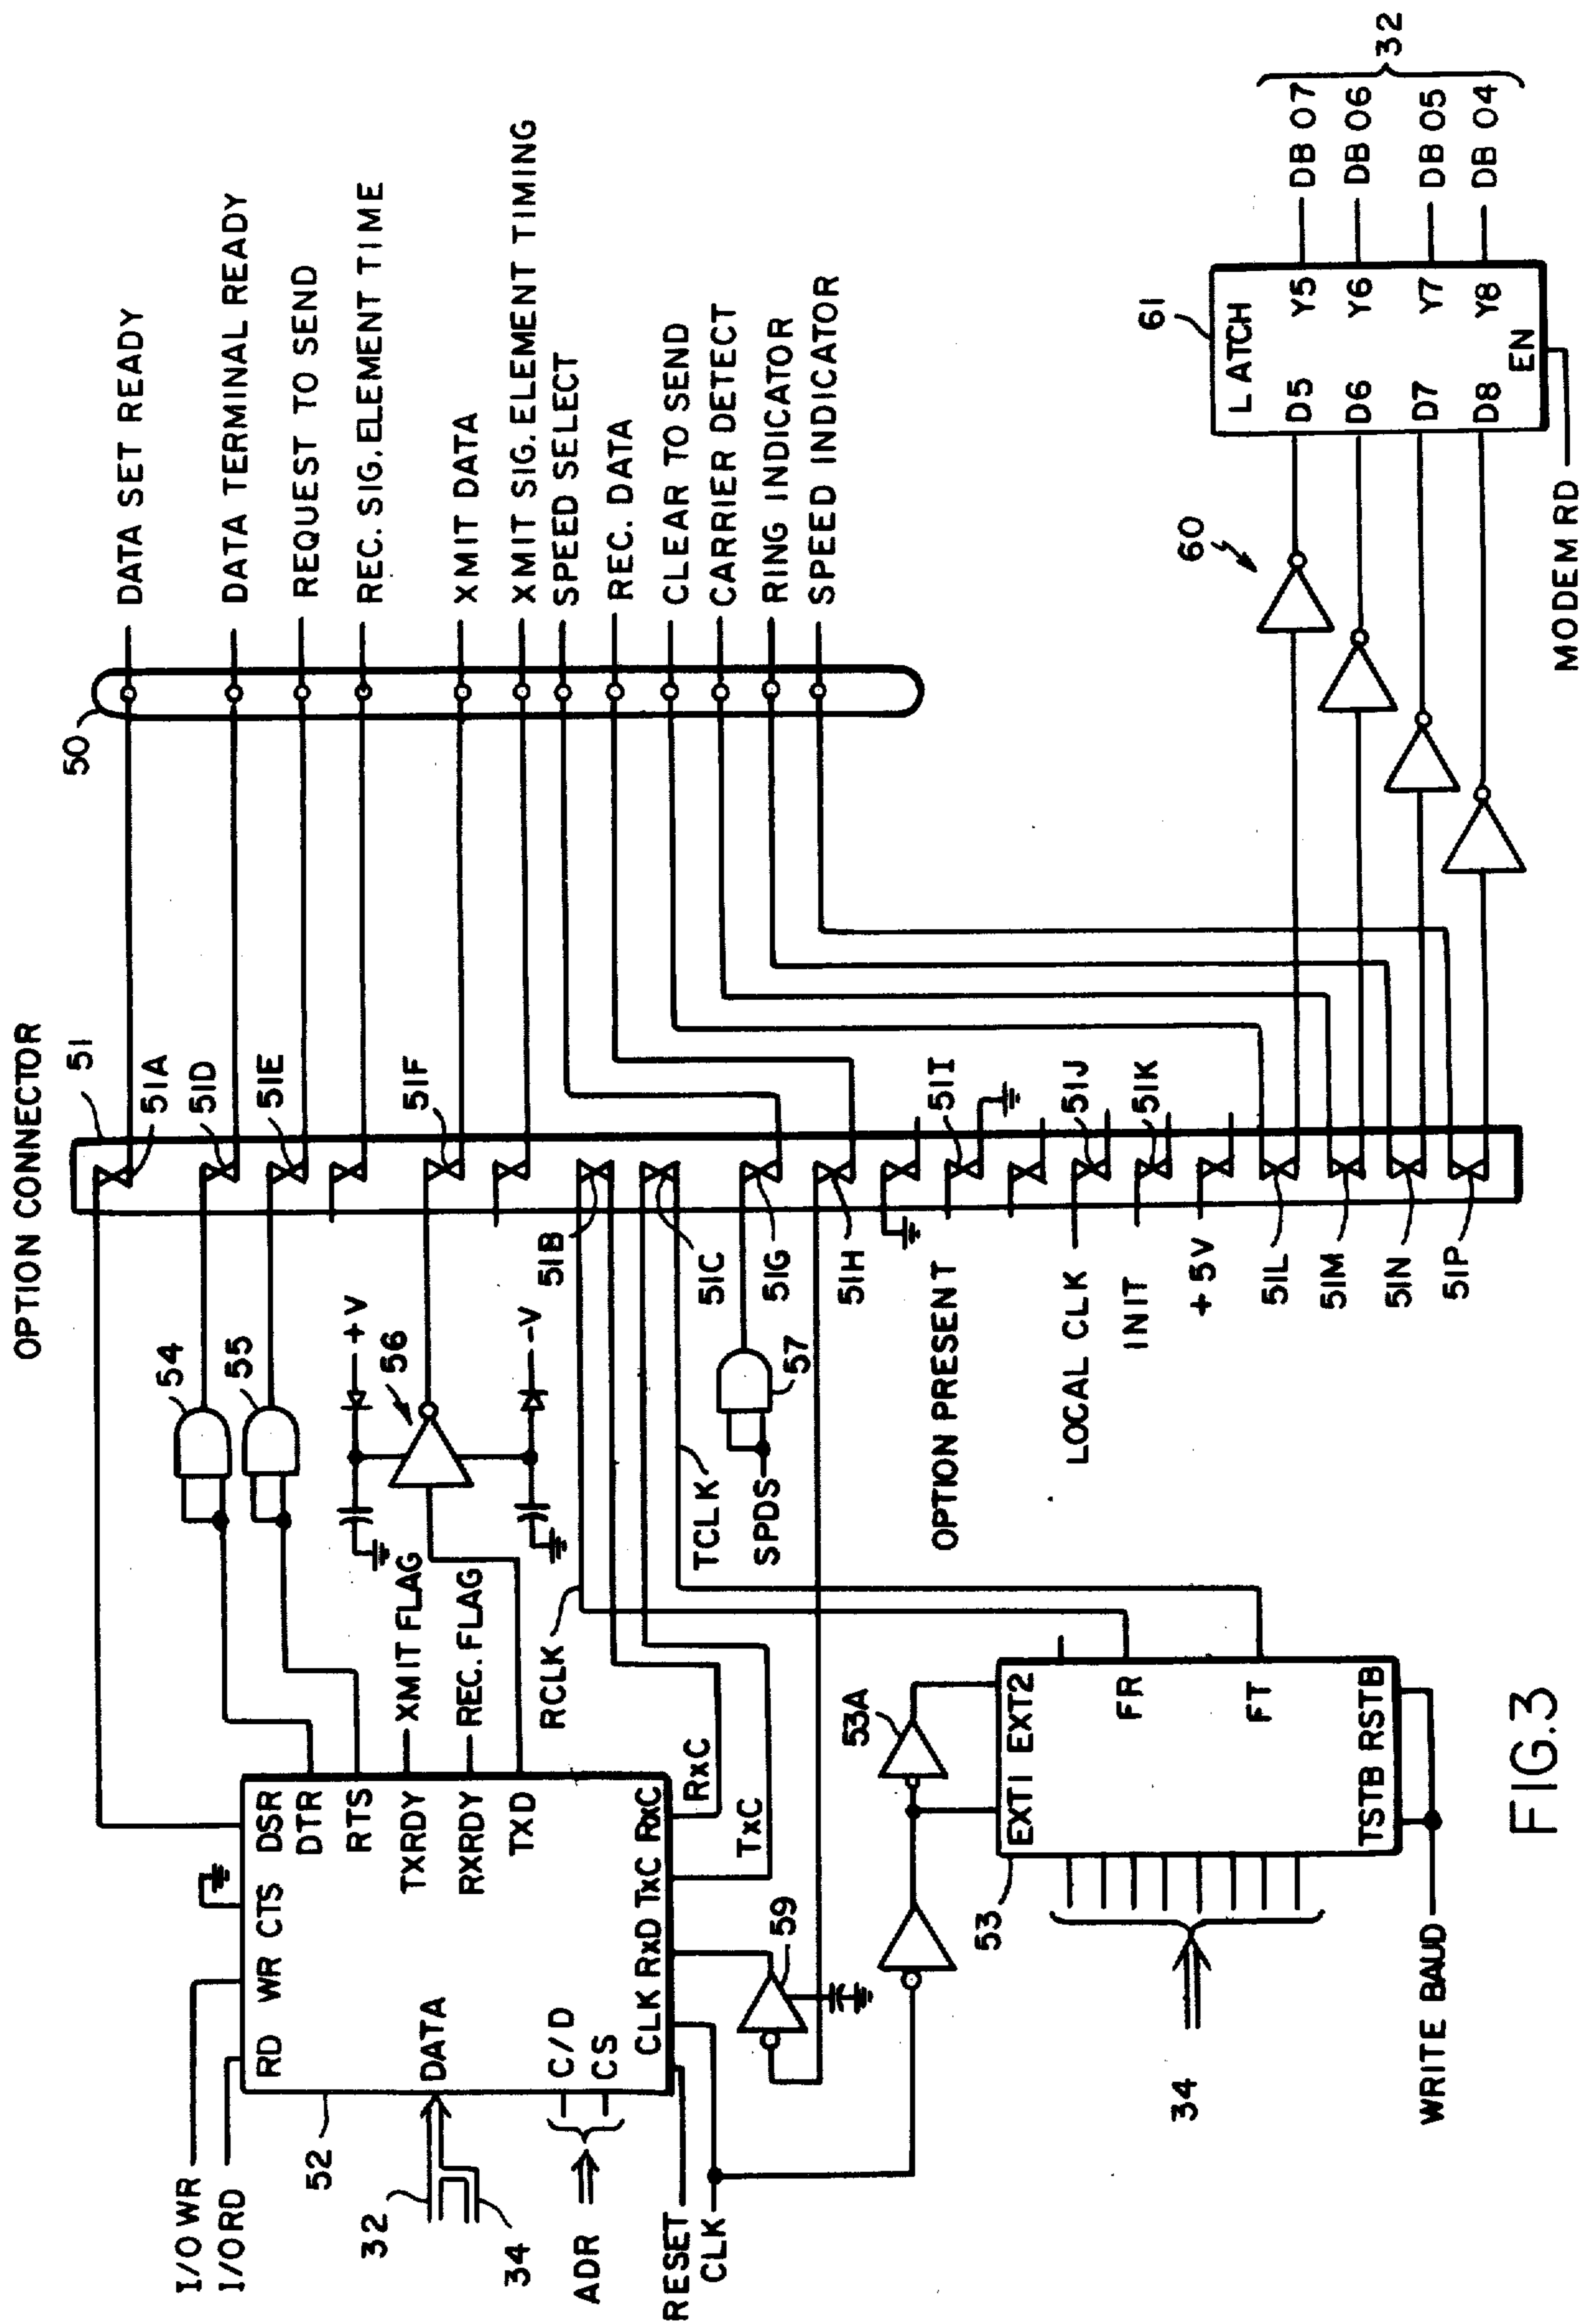 OPTION CONNECTOR
51
50
DATA SET READY
DATA TERMINAL READY
REQUEST TO SEND
REC. SIG. ELEMENT TIME
XMIT DATA
XMIT SIG. ELEMENT TIMING
SPEED SELECT
REC. DATA
CLEAR TO SEND
CARRIER DETECT
RING INDICATOR
SPEED INDICATOR
51A
51D
51E
51F
51B
51C
51G
51H
51I
51J
51K
51L
51M
51N
51P
I/OWR
I/ORD
52
32
34
ADR
RESET
CLK
RD WR CTS DSR
DTR
RTS
TXRDY
RXRDY
TXD
DATA
C/D
CS
CLK RxD TxC RxC
54
55
56
+V
-V
XMIT FLAG
REC. FLAG
RCLK
TCLK
RxC
TxC
57
SPDS
59
OPTION PRESENT
LOCAL CLK
INIT
+5V
53A
53
EXT1 EXT2
FR
FT
TSTB RSTB
34
WRITE BAUD
60
61
LATCH
D5 Y5
D6 Y6
D7 Y7
D8 Y8
EN
DB 07
DB 06
DB 05
DB 04
32
MODEM RD
FIG.3